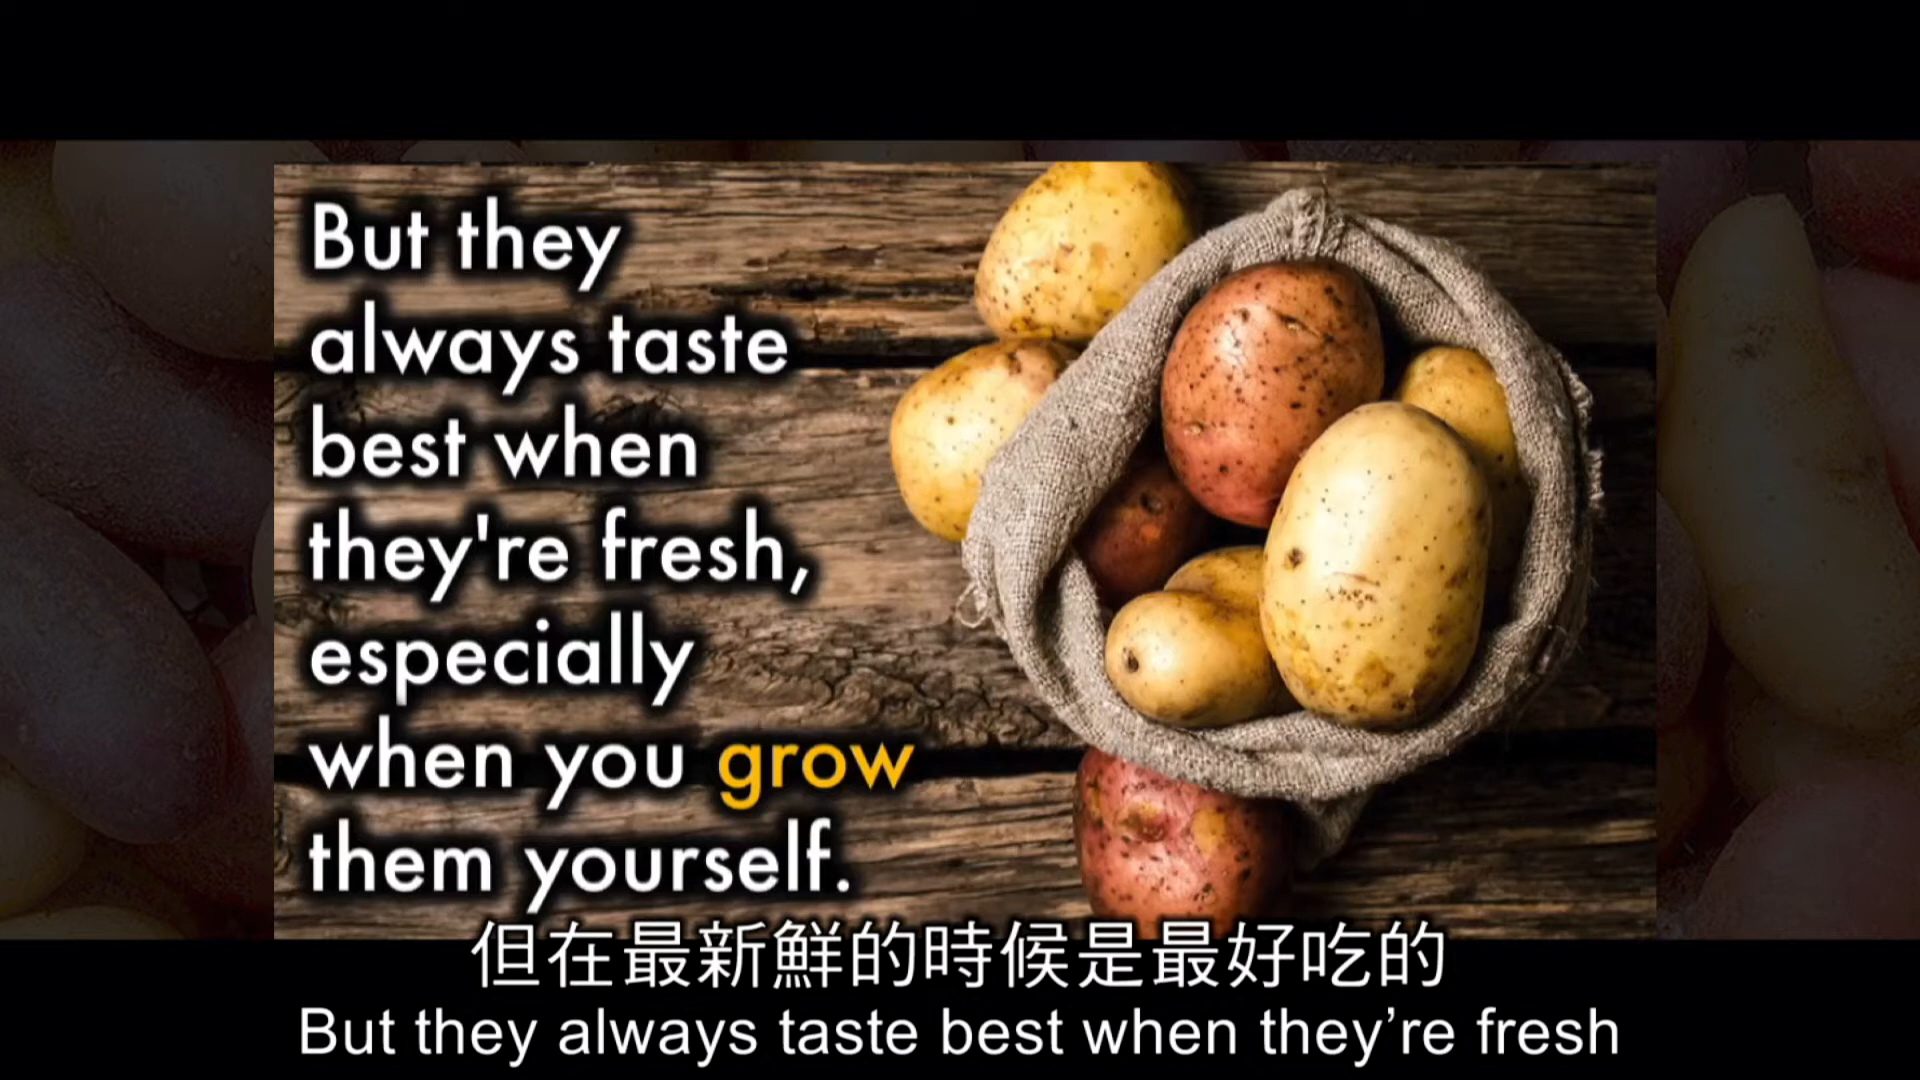 But they
always taste
best when
they're fresh,
especially
when you grow
them yourself.
但在最新鮮的時候是最好吃的
But they always taste best when they’re fresh